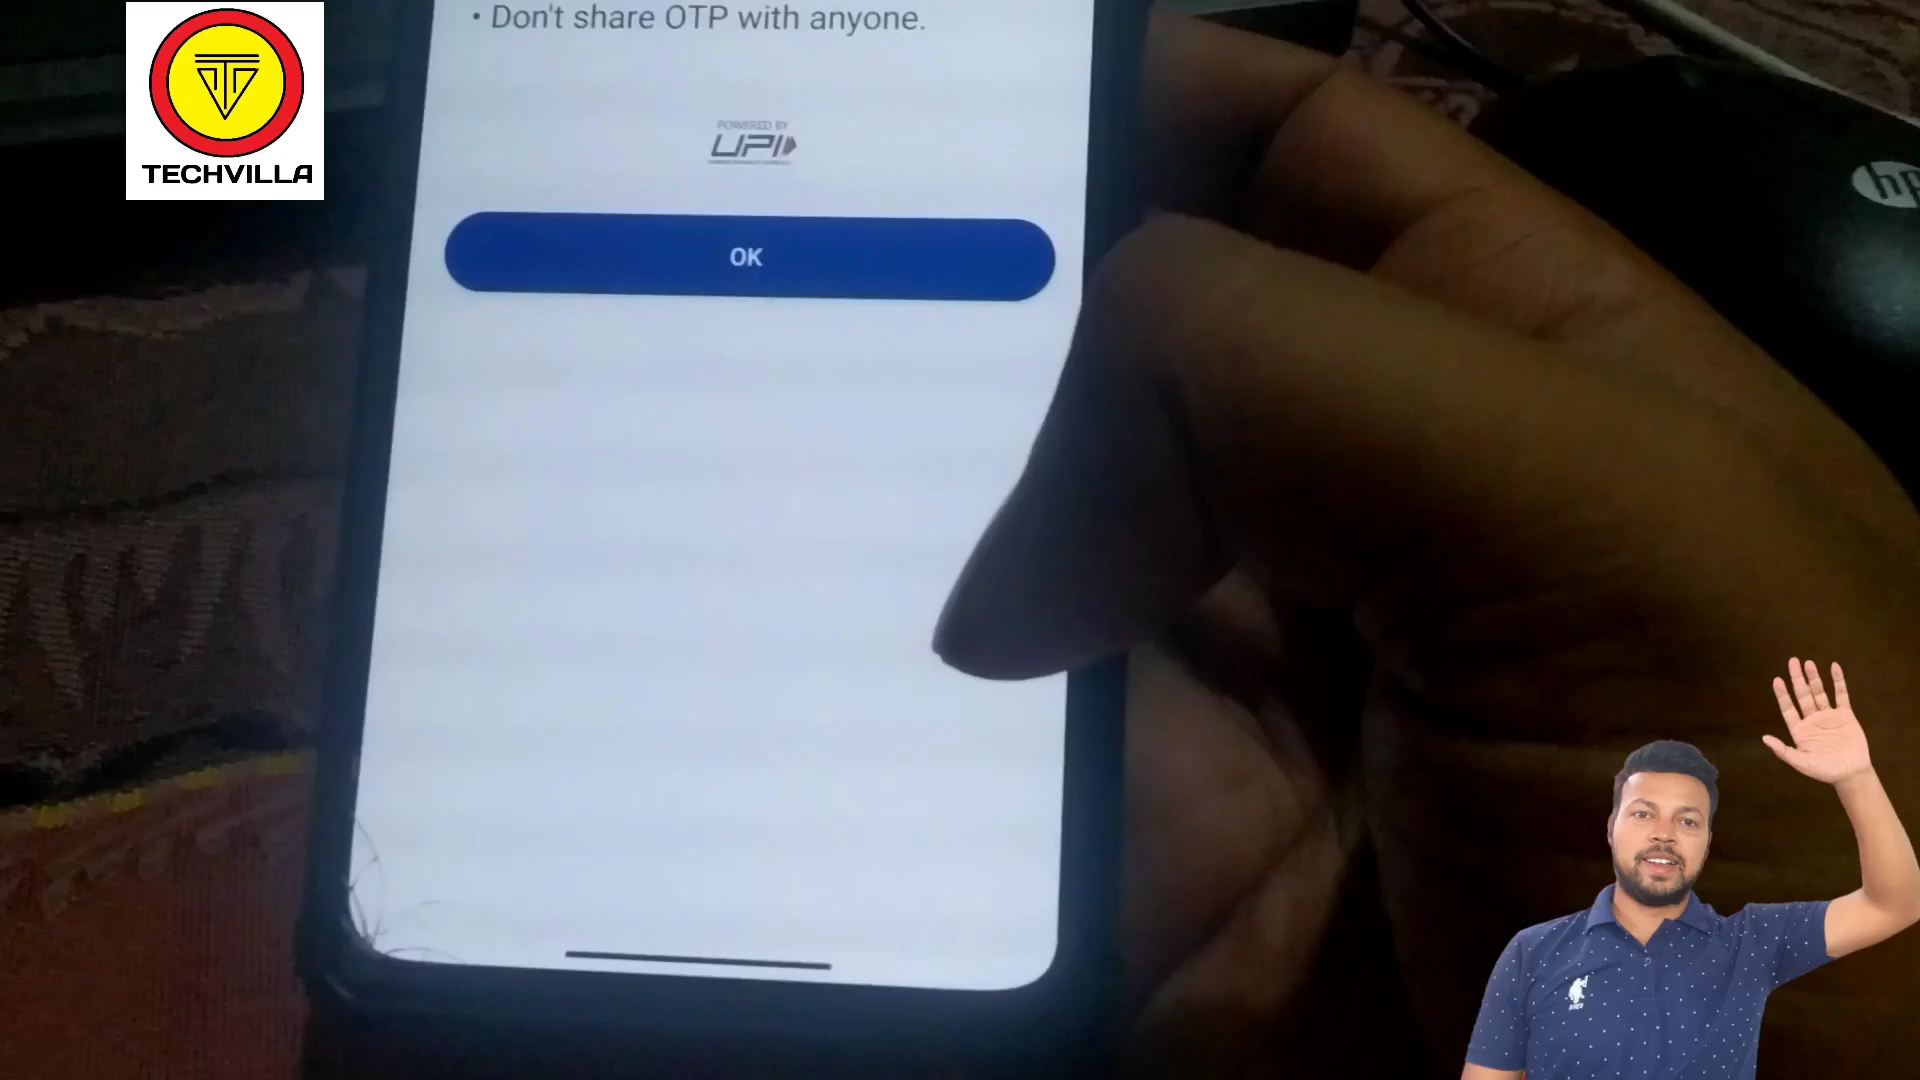 • Don't share OTP with anyone.
TECHVILLA
POWERED BY
UPI
OK
hp